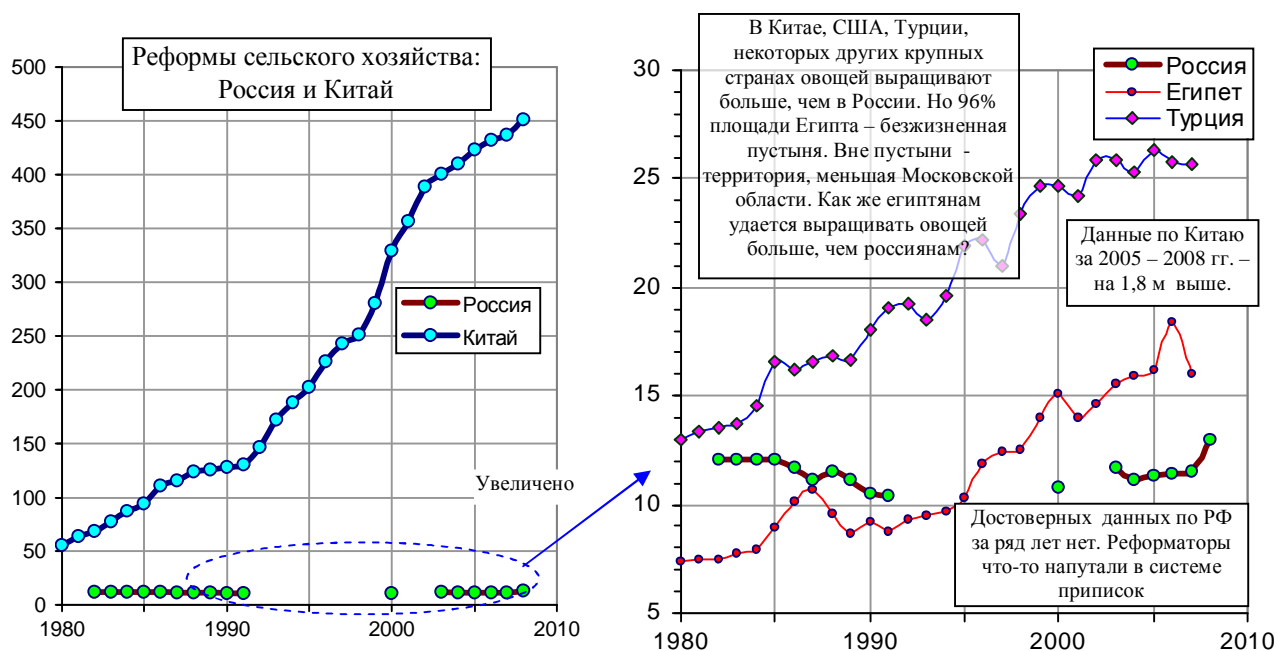 Реформы сельского хозяйства:
Россия и Китай
500
450
400
350
300
250
200
150
100
50
0
1980
1990
2000
2010
Россия
Китай
Увеличено
В Китае, США, Турции,
некоторых других крупных
странах овощей выращивают
больше, чем в России. Но 96%
площади Египта – безжизненная
пустыня. Вне пустыни -
территория, меньшая Московской
области. Как же египтянам
удается выращивать овощей
больше, чем россиянам?
30
25
20
15
10
5
1980
1990
2000
2010
Россия
Египет
Турция
Данные по Китаю
за 2005 – 2008 гг. –
на 1,8 м выше.
Достоверных данных по РФ
за ряд лет нет. Реформаторы
что-то напутали в системе
приписок